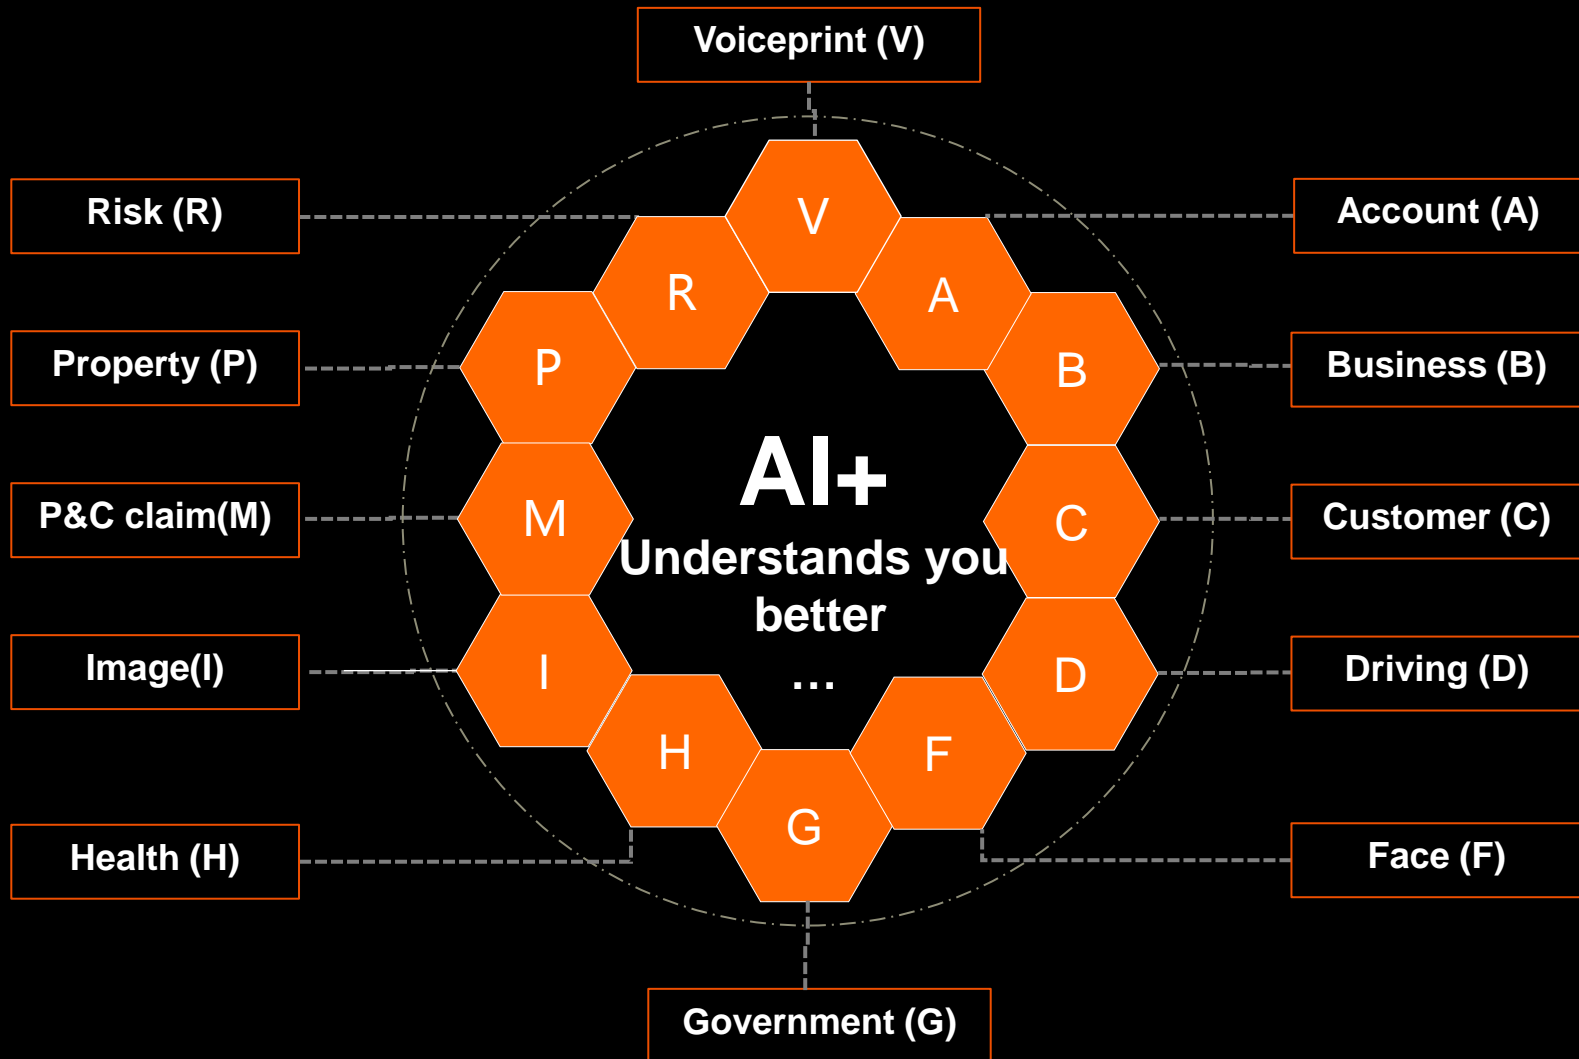 Voiceprint (V)
Risk (R)
Account (A)
V
R
A
Property (P)
Business (B)
P
B
AI+
P&C claim(M)
Customer (C)
M
C
Understands you
better
Image(I)
Driving (D)
I
D
...
H
F
G
Health (H)
Face (F)
Government (G)